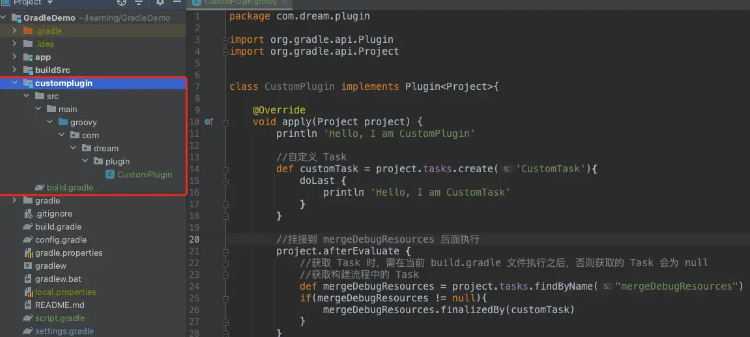 Project
GradleDemo ~/learning/GradleDemo
.gradle
.idea
app
buildSrc
customplugin
src
main
groovy
com
dream
plugin
CustomPlugin
build.gradle
gradle
.gitignore
build.gradle
config.gradle
gradle.properties
gradlew
gradlew.bat
local.properties
README.md
script.gradle
settings.gradle
CustomPlugin.groovy
1 package com.dream.plugin
2
3 import org.gradle.api.Plugin
4 import org.gradle.api.Project
5
6
7 class CustomPlugin implements Plugin<Project>{
8
9 @Override
10 void apply(Project project) {
11 println 'Hello, I am CustomPlugin'
12
13 //自定义 Task
14 def customTask = project.tasks.create( s: 'CustomTask'){
15 doLast {
16 println 'Hello, I am CustomTask'
17 }
18 }
19
20 //挂接到 mergeDebugResources 后面执行
21 project.afterEvaluate {
22 //获取 Task 时，需在当前 build.gradle 文件执行之后，否则获取的 Task 会为 null
23 //获取构建流程中的 Task
24 def mergeDebugResources = project.tasks.findByName( s: "mergeDebugResources")
25 if(mergeDebugResources != null){
26 mergeDebugResources.finalizedBy(customTask)
27 }
28 }